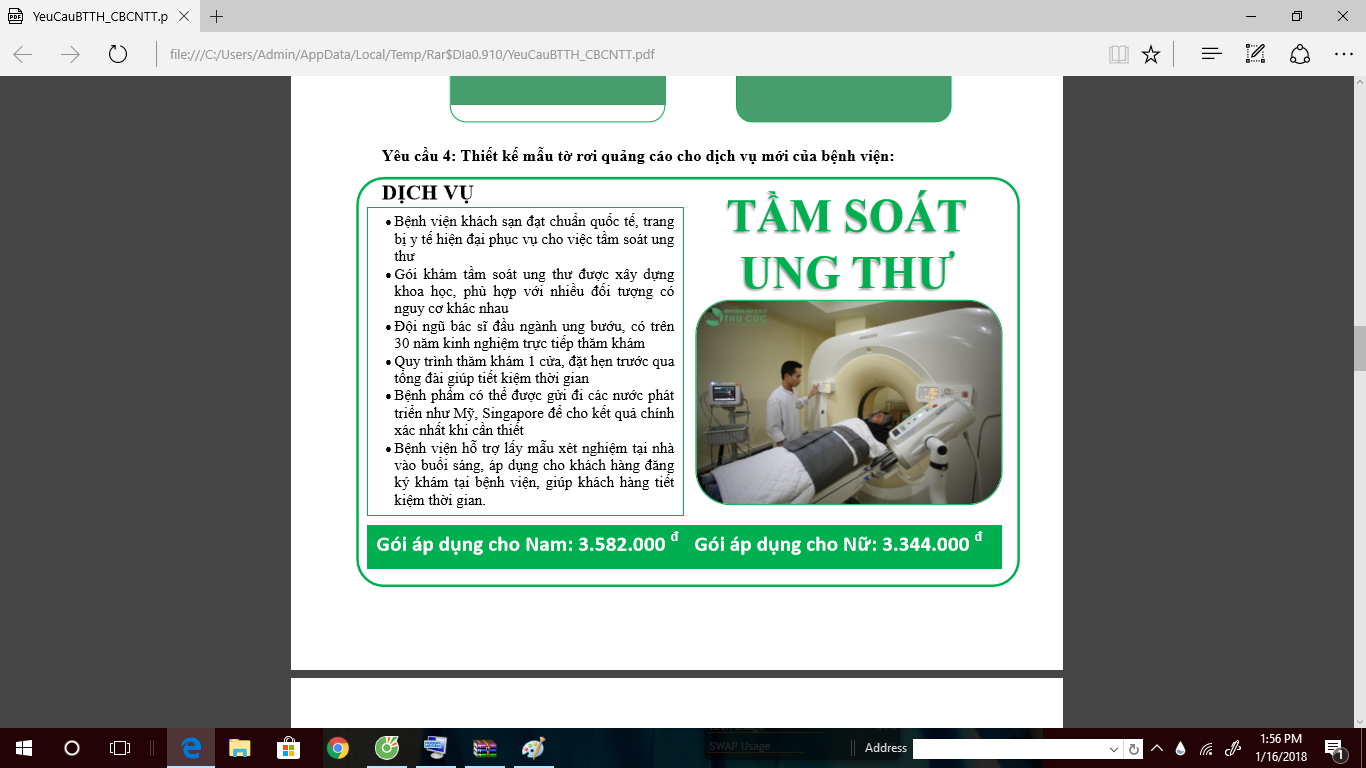 YeuCauBTTH_CBCNTT.p
file:///C:/Users/Admin/AppData/Local/Temp/Rar$DIa0.910/YeuCauBTTH_CBCNTT.pdf
Yêu cầu 4: Thiết kế mẫu tờ rơi quảng cáo cho dịch vụ mới của bệnh viện:
DỊCH VỤ
• Bệnh viện khách sạn đạt chuẩn quốc tế, trang
bị y tế hiện đại phục vụ cho việc tầm soát ung
thư
• Gói khám tầm soát ung thư được xây dựng
khoa học, phù hợp với nhiều đối tượng có
nguy cơ khác nhau
• Đội ngũ bác sĩ đầu ngành ung bướu, có trên
30 năm kinh nghiệm trực tiếp thăm khám
• Quy trình thăm khám 1 cửa, đặt hẹn trước qua
tổng đài giúp tiết kiệm thời gian
• Bệnh phẩm có thể được gửi đi các nước phát
triển như Mỹ, Singapore để cho kết quả chính
xác nhất khi cần thiết
• Bệnh viện hỗ trợ lấy mẫu xét nghiệm tại nhà
vào buổi sáng, áp dụng cho khách hàng đăng
ký khám tại bệnh viện, giúp khách hàng tiết
kiệm thời gian.
TẦM SOÁT
UNG THƯ
THU CUC
Gói áp dụng cho Nam: 3.582.000 đ Gói áp dụng cho Nữ: 3.344.000 đ
SWAP Usage
Address
1:56 PM
1/16/2018
1